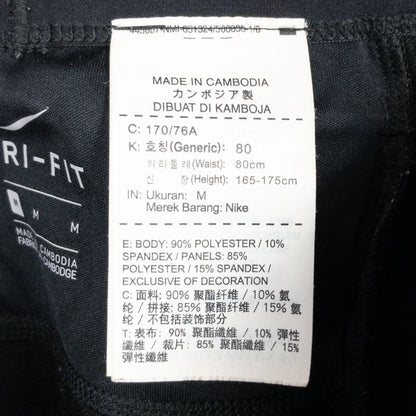 MADE IN CAMBODIA
カンボジア製
DIBUAT DI KAMBOJA
C: 170/76A
K: 호칭(Generic): 80
허리둘레(Waist): 80cm
신 장(Height): 165-175cm
IN: Ukuran: M
Merek Barang: Nike
E: BODY: 90% POLYESTER / 10%
SPANDEX / PANELS: 85%
POLYESTER / 15% SPANDEX /
EXCLUSIVE OF DECORATION
C: 面料: 90% 聚酯纤维 / 10% 氨
纶 / 拼接: 85% 聚酯纤维 / 15% 氨
纶 / 不包括装饰部分
T: 表布: 90% 聚酯纖維 / 10% 彈性
纖維 / 裁片: 85% 聚酯纖維 / 15%
彈性纖維
RI-FIT
M M
MADE CAMBODIA
CAMBODGE